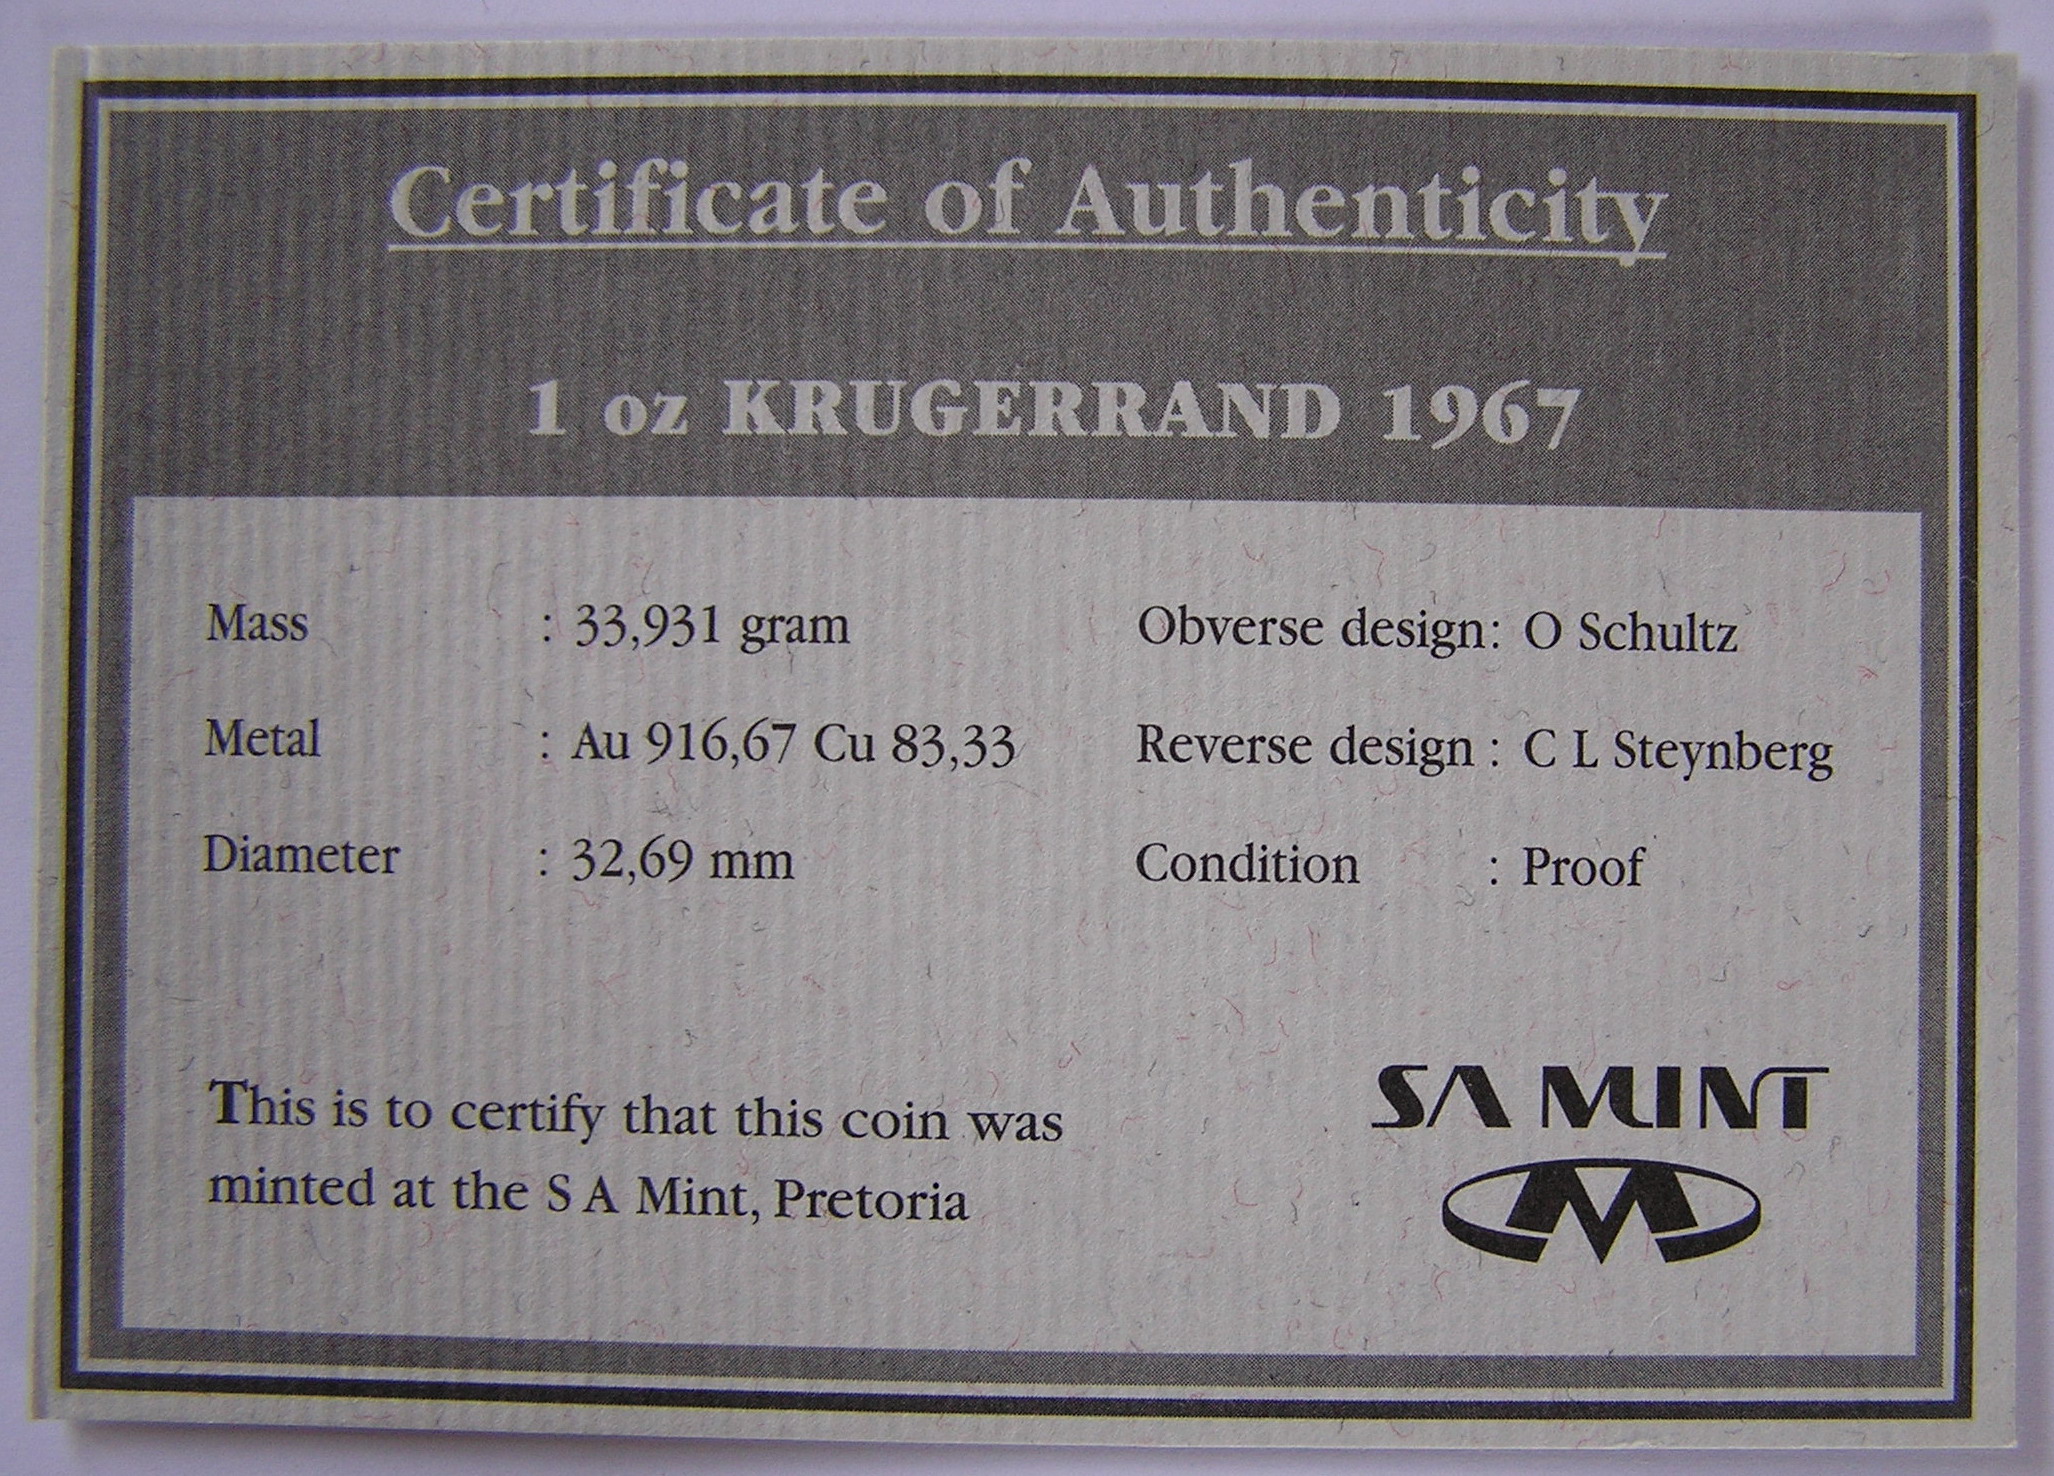 Certificate of Authenticity
1 oz KRUGERRAND 1967
Mass : 33,931 gram
Obverse design: O Schultz
Metal : Au 916,67 Cu 83,33
Reverse design : C L Steynberg
Diameter : 32,69 mm
Condition : Proof
This is to certify that this coin was
minted at the S A Mint, Pretoria
SA MINT
M